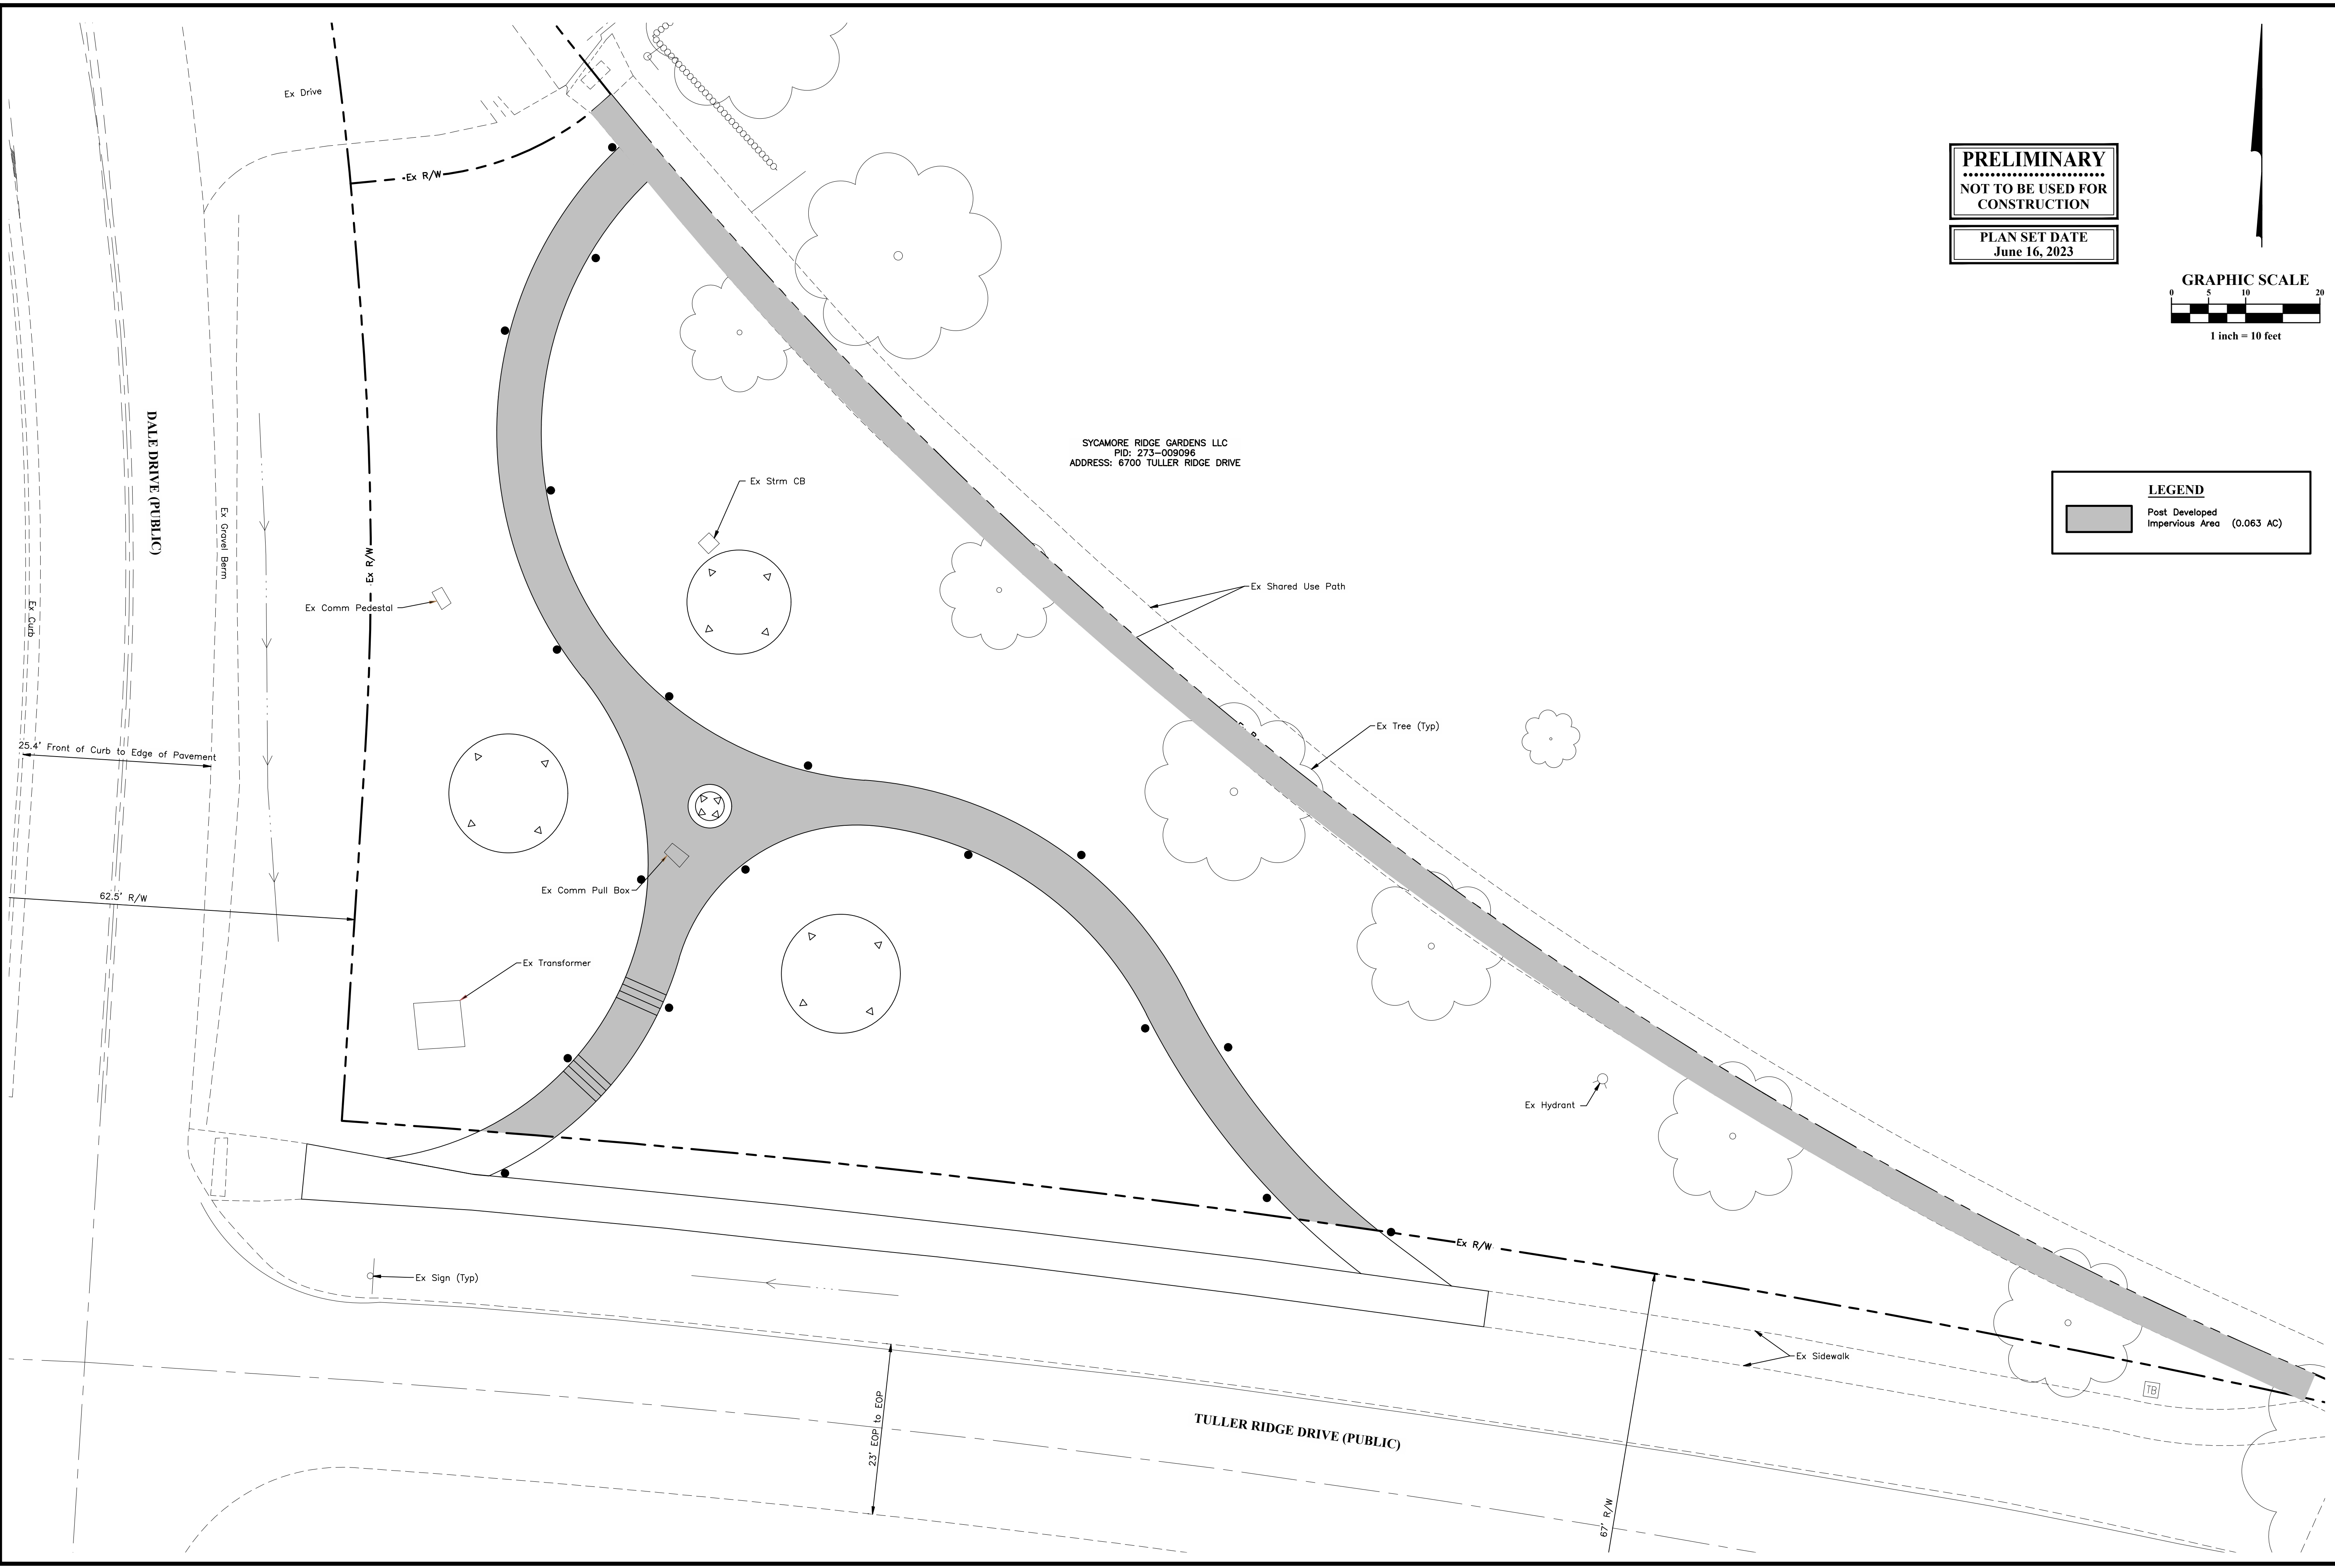 Ex Drive
Ex R/W
PRELIMINARY
NOT TO BE USED FOR
CONSTRUCTION
PLAN SET DATE
June 16, 2023
GRAPHIC SCALE
0 5 10 20
1 inch = 10 feet
DALE DRIVE (PUBLIC)
Ex Gravel Berm
Ex Curb
Ex R/W
SYCAMORE RIDGE GARDENS LLC
PID: 273-009096
ADDRESS: 6700 TULLER RIDGE DRIVE
LEGEND
Post Developed
Impervious Area (0.063 AC)
Ex Strm CB
Ex Comm Pedestal
Ex Shared Use Path
Ex Tree (Typ)
25.4' Front of Curb to Edge of Pavement
62.5' R/W
Ex Comm Pull Box
Ex Transformer
Ex Hydrant
Ex R/W
Ex Sign (Typ)
Ex Sidewalk
TB
23' EOP to EOP
TULLER RIDGE DRIVE (PUBLIC)
67' R/W